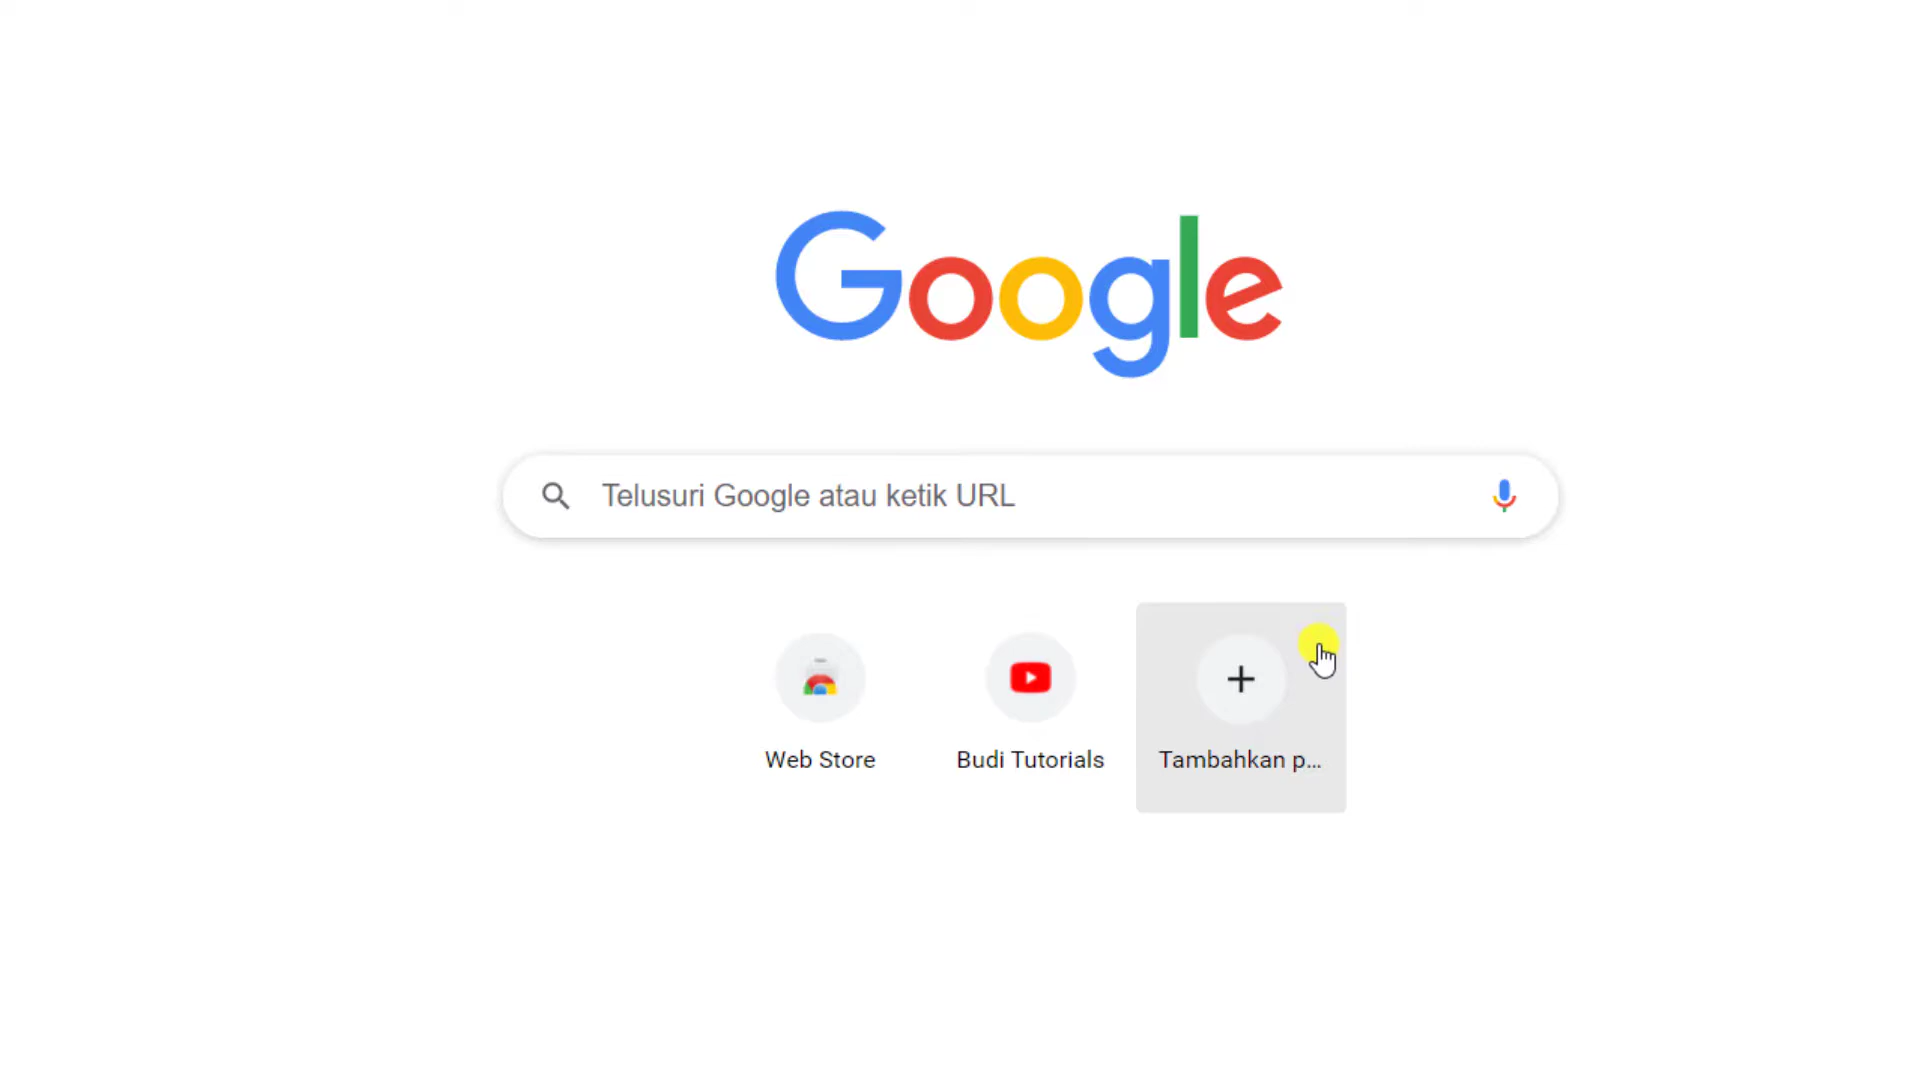 Google
Telusuri Google atau ketik URL
Web Store
Budi Tutorials
Tambahkan p...